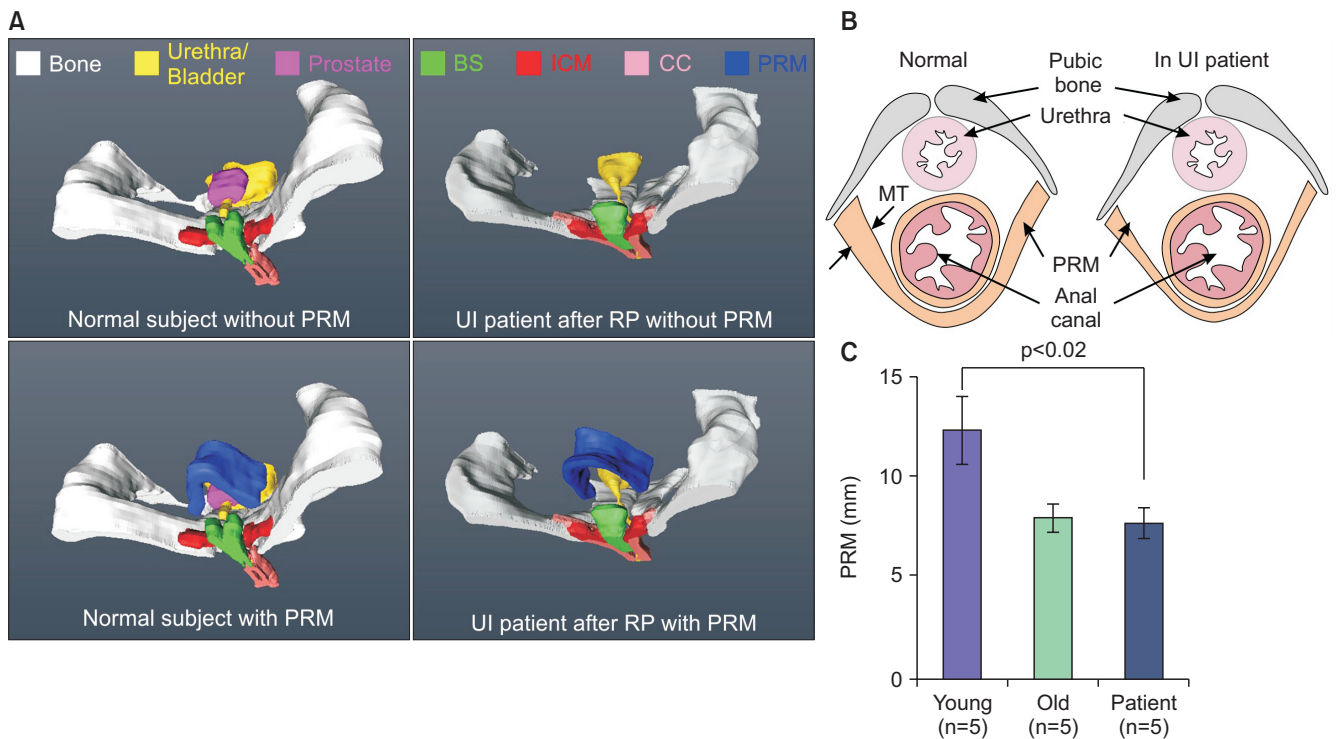 A
Bone
Urethra/
Bladder
Prostate
BS
ICM
CC
PRM
Normal subject without PRM
UI patient after RP without PRM
Normal subject with PRM
UI patient after RP with PRM
B
Normal
Pubic
bone
In UI patient
Urethra
MT
PRM
Anal
canal
C
p<0.02
15
10
5
0
PRM (mm)
Young
(n=5)
Old
(n=5)
Patient
(n=5)